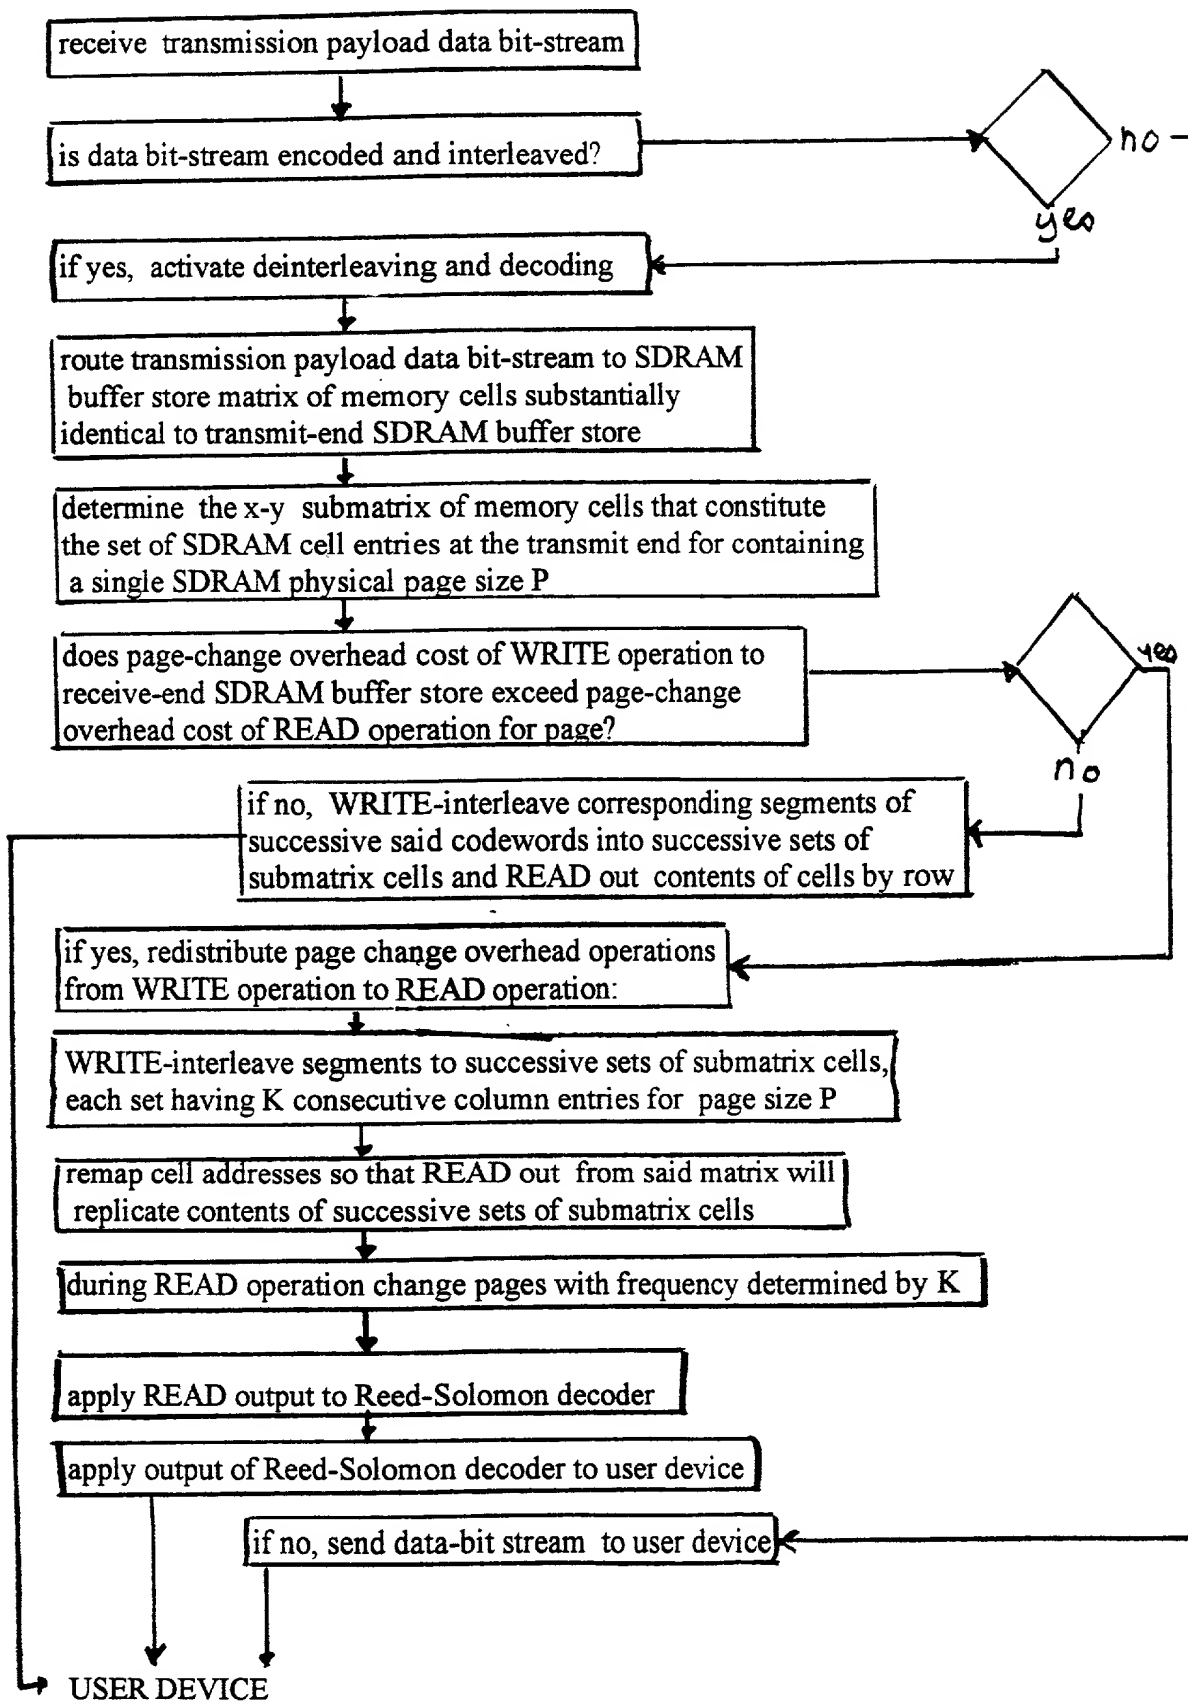 receive transmission payload data bit-stream
is data bit-stream encoded and interleaved?
no
yes
if yes, activate deinterleaving and decoding
route transmission payload data bit-stream to SDRAM
buffer store matrix of memory cells substantially
identical to transmit-end SDRAM buffer store
determine the x-y submatrix of memory cells that constitute
the set of SDRAM cell entries at the transmit end for containing
a single SDRAM physical page size P
does page-change overhead cost of WRITE operation to
receive-end SDRAM buffer store exceed page-change
overhead cost of READ operation for page?
yes
no
if no, WRITE-interleave corresponding segments of
successive said codewords into successive sets of
submatrix cells and READ out contents of cells by row
if yes, redistribute page change overhead operations
from WRITE operation to READ operation:
WRITE-interleave segments to successive sets of submatrix cells,
each set having K consecutive column entries for page size P
remap cell addresses so that READ out from said matrix will
replicate contents of successive sets of submatrix cells
during READ operation change pages with frequency determined by K
apply READ output to Reed-Solomon decoder
apply output of Reed-Solomon decoder to user device
if no, send data-bit stream to user device
USER DEVICE